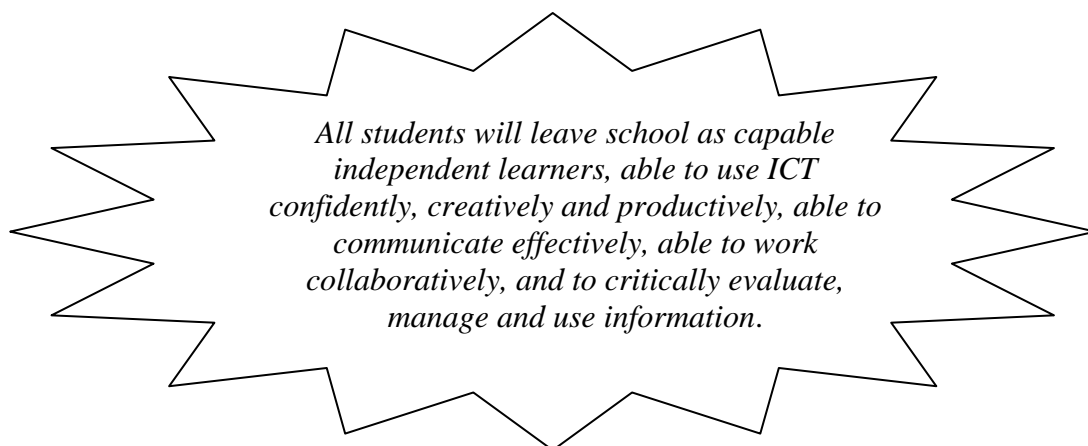 All students will leave school as capable
independent learners, able to use ICT
confidently, creatively and productively, able to
communicate effectively, able to work
collaboratively, and to critically evaluate,
manage and use information.